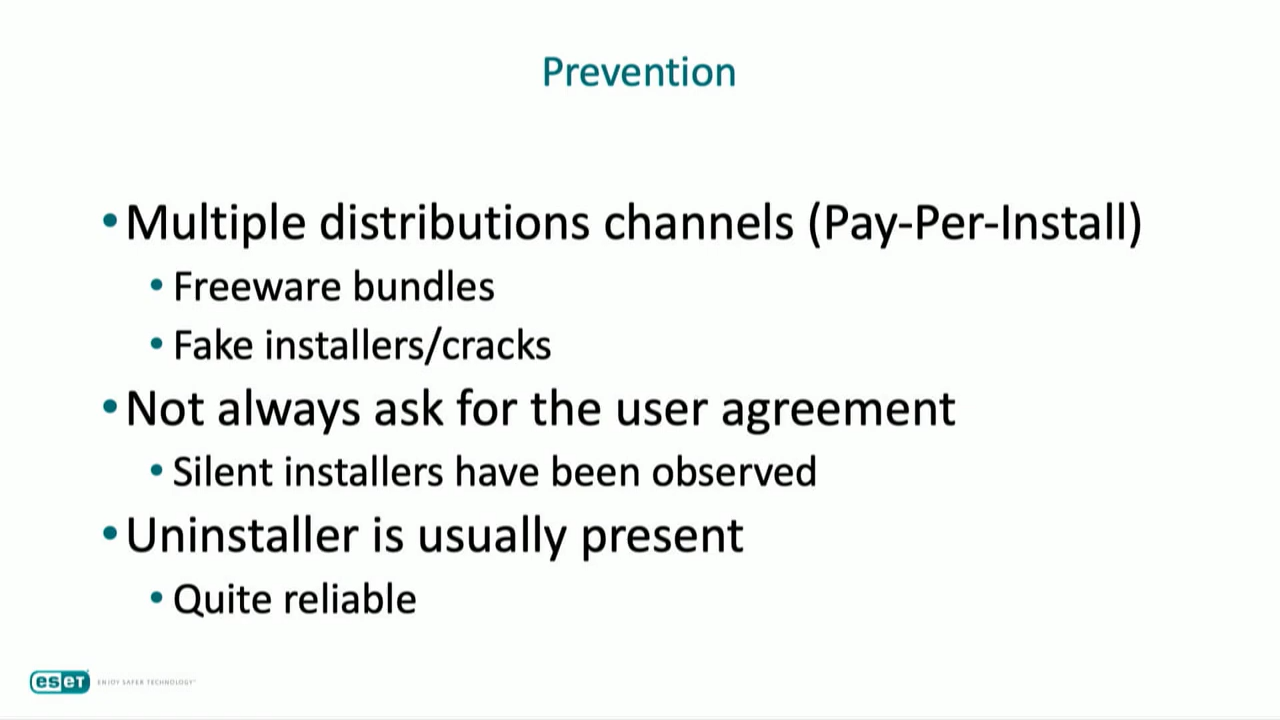 Prevention
•Multiple distributions channels (Pay-Per-Install)
•Freeware bundles
•Fake installers/cracks
•Not always ask for the user agreement
•Silent installers have been observed
•Uninstaller is usually present
•Quite reliable
eset ENJOY SAFER TECHNOLOGY™